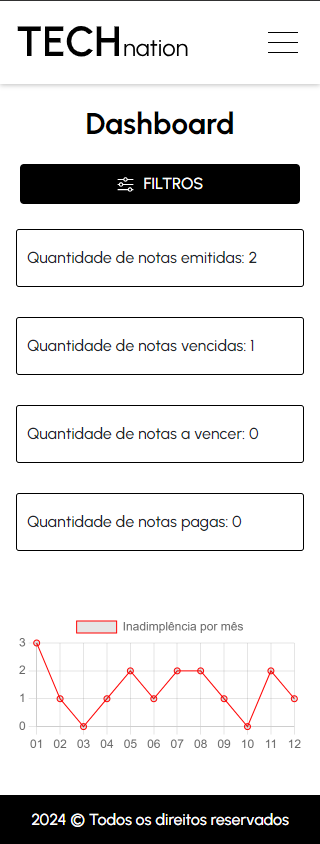 TECHnation
Dashboard
FILTROS
Quantidade de notas emitidas: 2
Quantidade de notas vencidas: 1
Quantidade de notas a vencer: 0
Quantidade de notas pagas: 0
Inadimplência por mês
3
2
1
0
01 02 03 04 05 06 07 08 09 10 11 12
2024 © Todos os direitos reservados